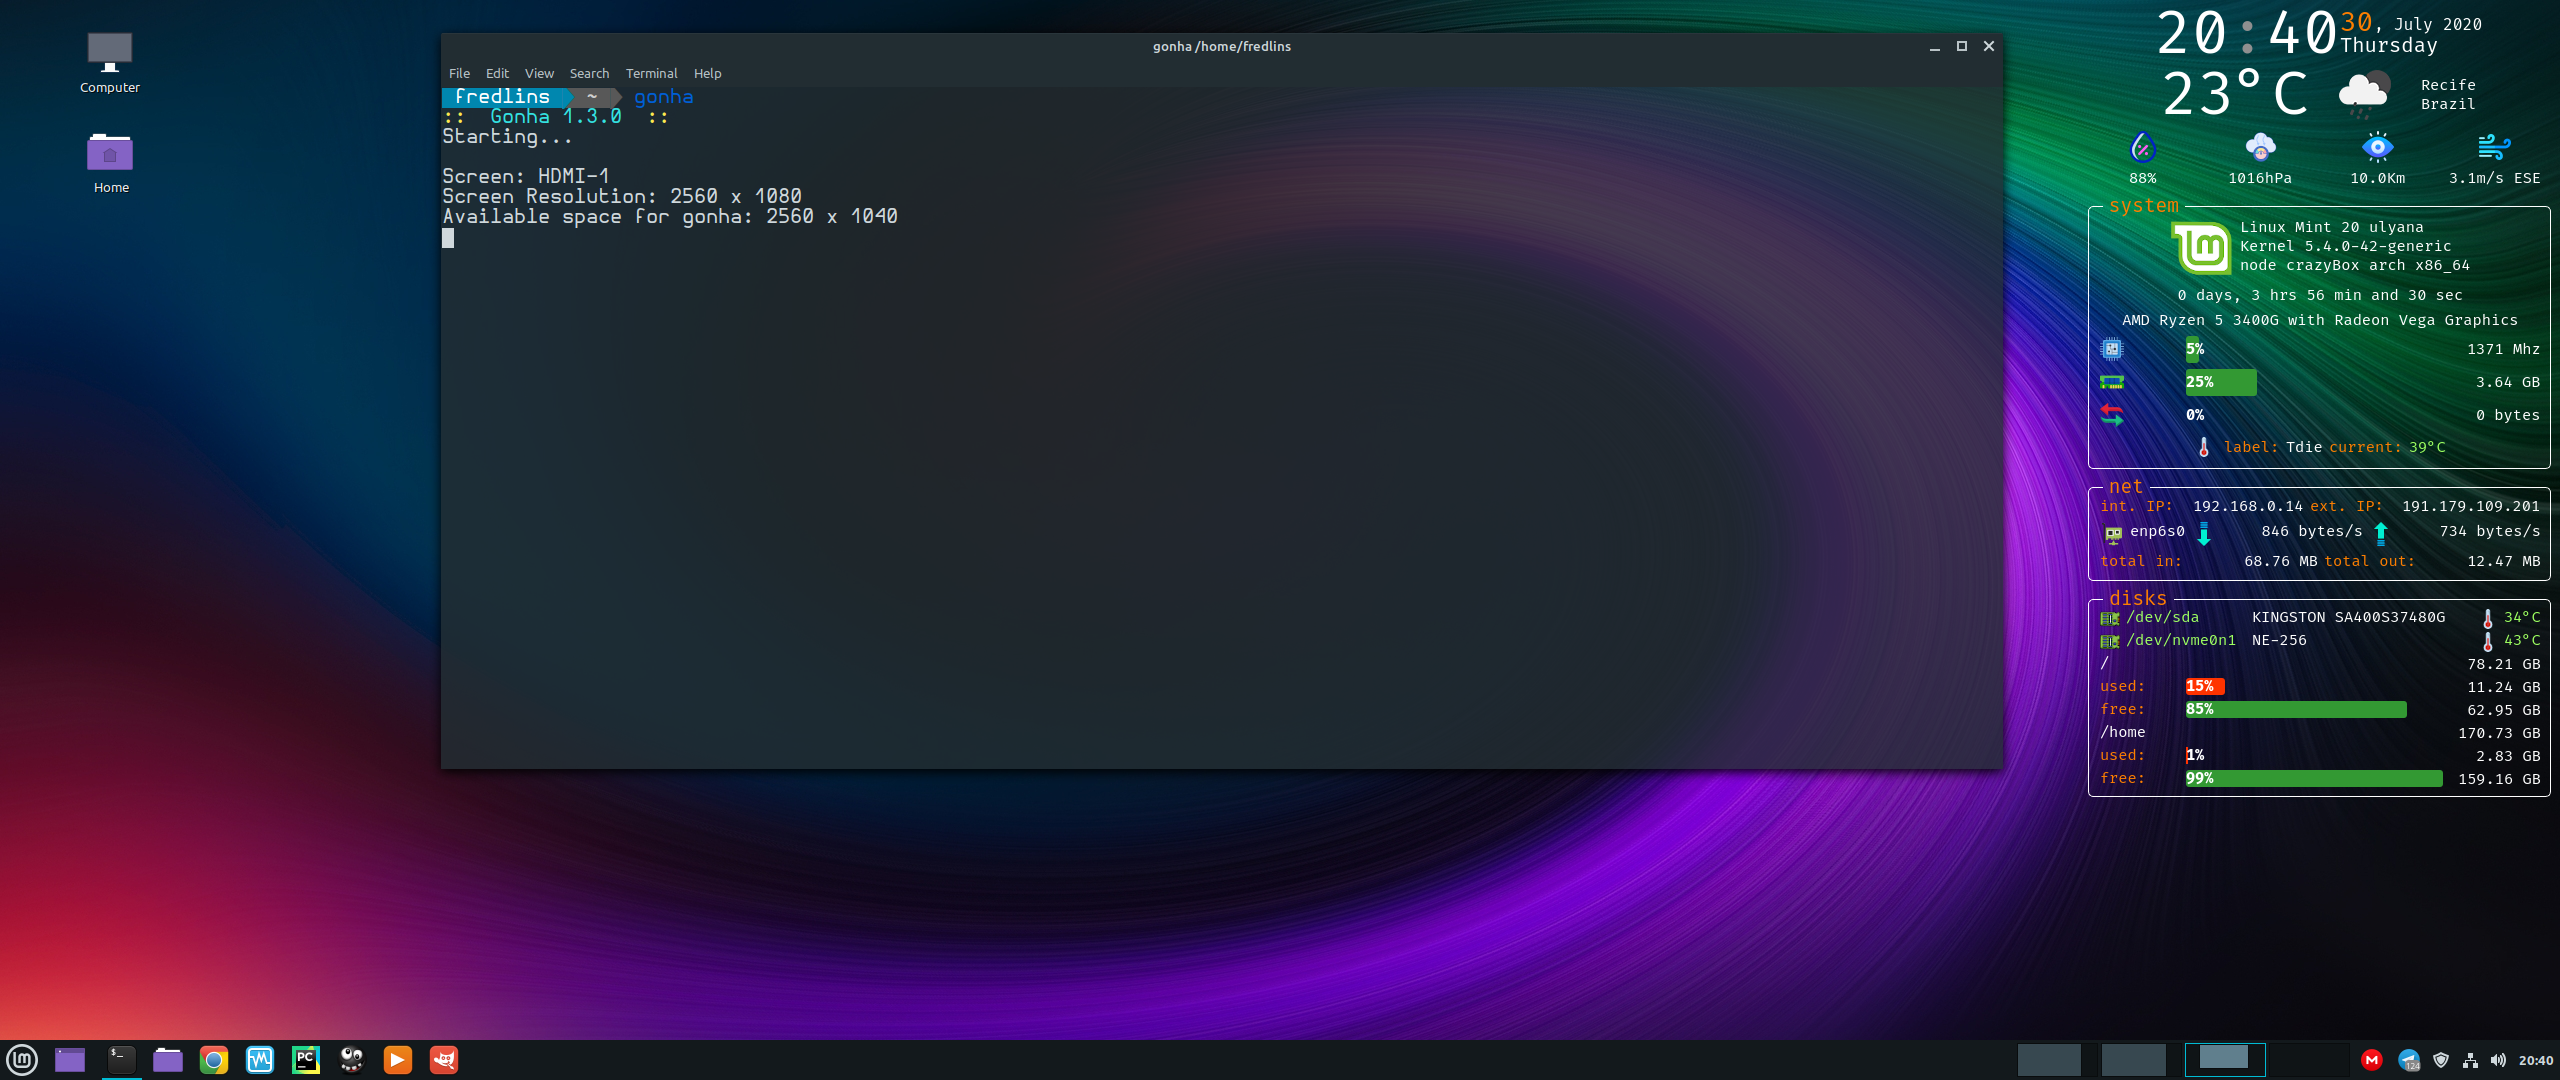 Computer
Home
gonha/home/fredlins
File Edit View Search Terminal Help
fredlins ~ gonha
:: Gonha 1.3.0 ::
Starting...
Screen: HDMI-1
Screen Resolution: 2560 x 1080
Available space for gonha: 2560 x 1040
20:40 30, July 2020
Thursday
23°C
Recife
Brazil
88% 1016hPa 10.0Km 3.1m/s ESE
system
Linux Mint 20 ulyana
Kernel 5.4.0-42-generic
node crazyBox arch x86_64
0 days, 3 hrs 56 min and 30 sec
AMD Ryzen 5 3400G with Radeon Vega Graphics
5% 1371 Mhz
25% 3.64 GB
0% 0 bytes
label: Tdie current: 39°C
net
int. IP: 192.168.0.14 ext. IP: 191.179.109.201
enp6s0 846 bytes/s 734 bytes/s
total in: 68.76 MB total out: 12.47 MB
disks
/dev/sda KINGSTON SA400S37480G 34°C
/dev/nvme0n1 NE-256 43°C
/ 78.21 GB
used: 15% 11.24 GB
free: 85% 62.95 GB
/home 170.73 GB
used: 1% 2.83 GB
free: 99% 159.16 GB
$_ PC M 124 20:40